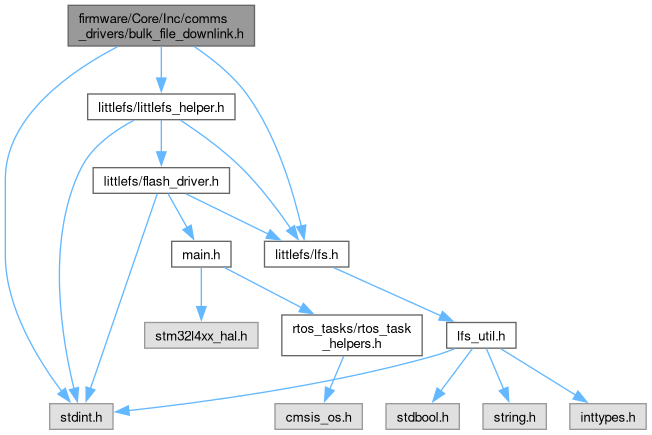 firmware/Core/Inc/comms
_drivers/bulk_file_downlink.h
littlefs/littlefs_helper.h
littlefs/flash_driver.h
main.h
littlefs/lfs.h
stm32l4xx_hal.h
rtos_tasks/rtos_task
_helpers.h
lfs_util.h
stdint.h
cmsis_os.h
stdbool.h
string.h
inttypes.h